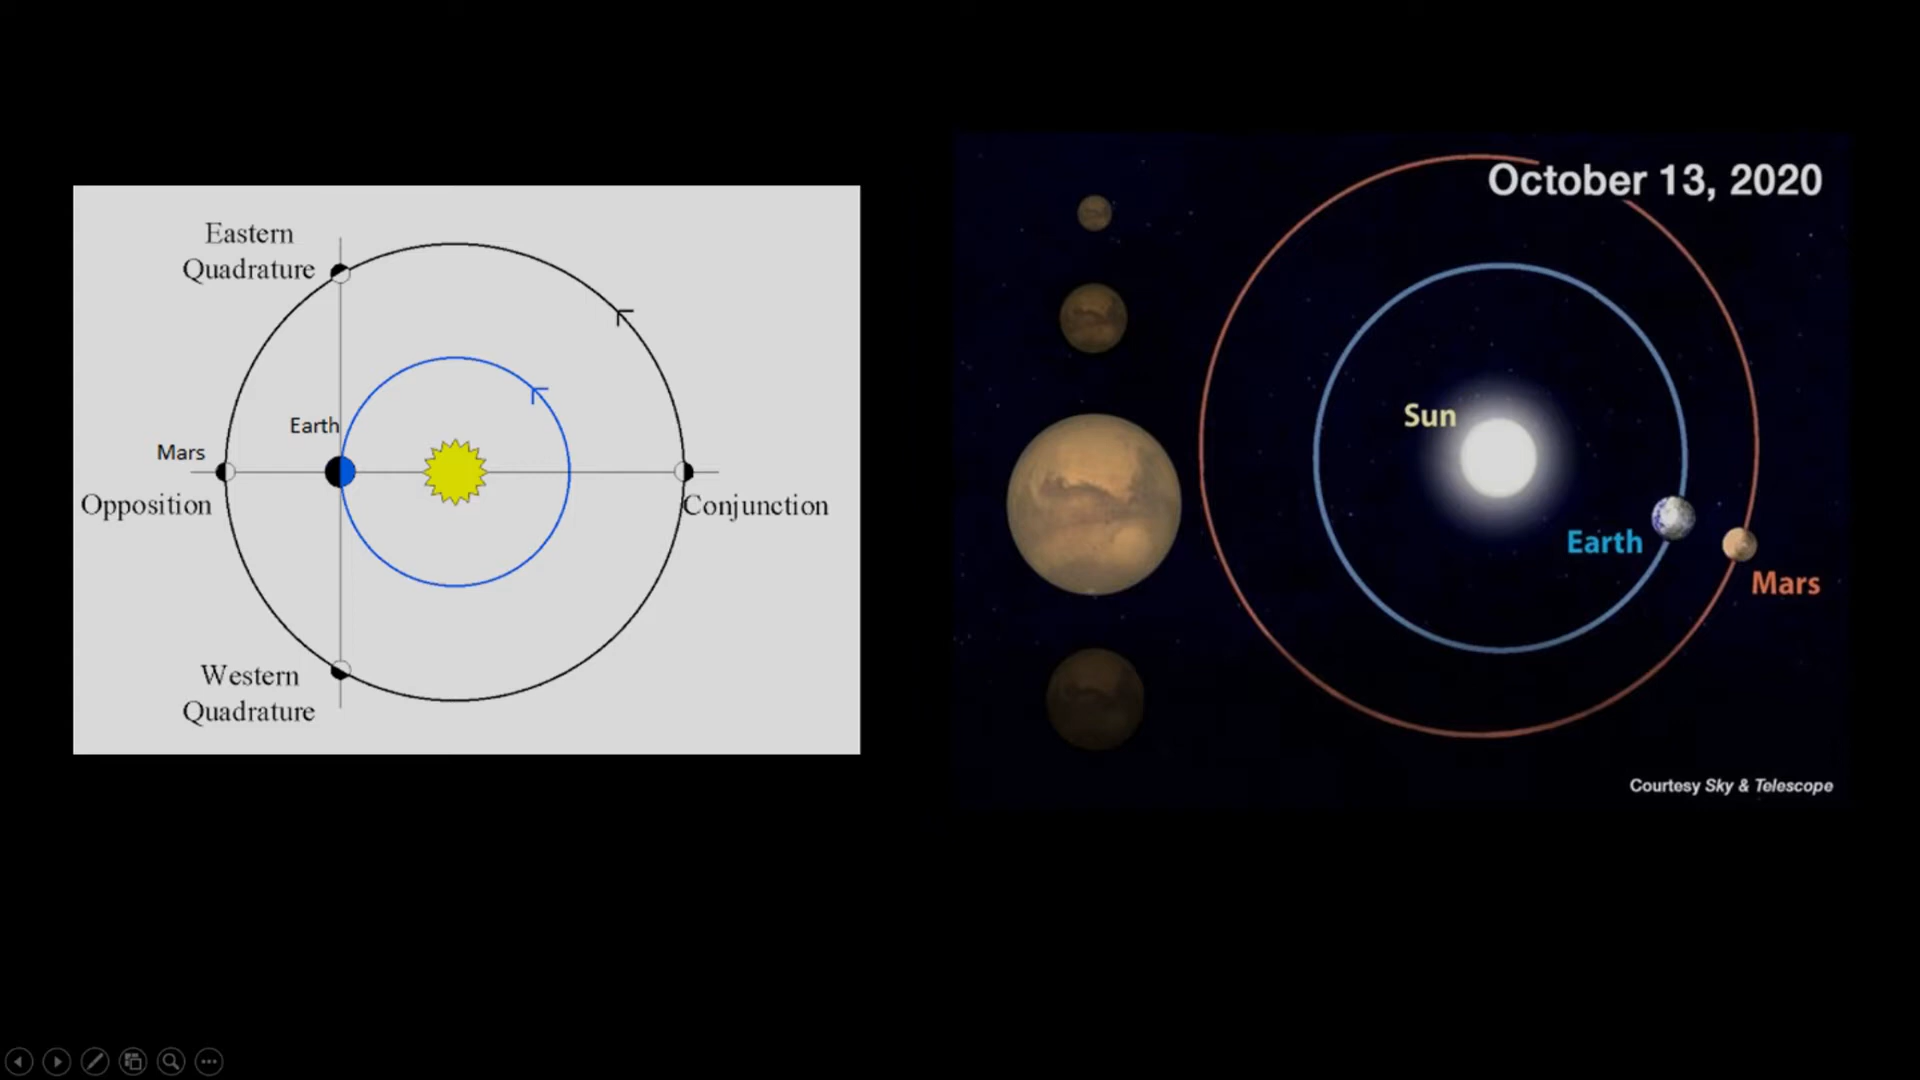 Eastern
Quadrature
Earth
Mars
Opposition
Conjunction
Western
Quadrature
October 13, 2020
Sun
Earth
Mars
Courtesy Sky & Telescope